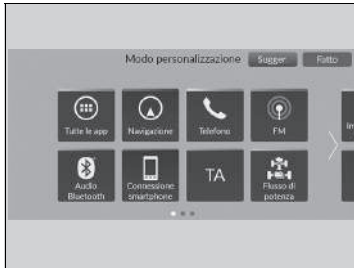 Modo personalizzazione Sugger. Fatto
Tutte le app Navigazione Telefono FM
Audio Bluetooth
Connessione smartphone
TA
Flusso di potenza